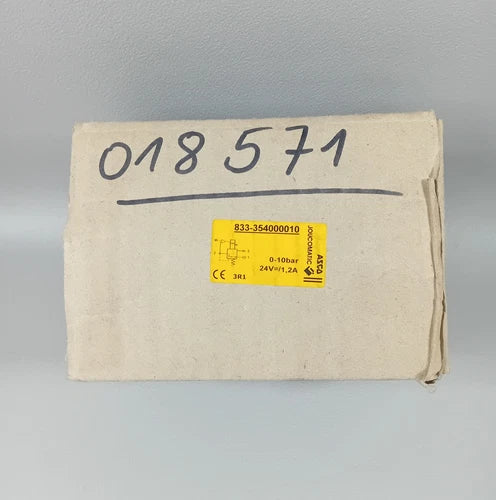 018571
833-354000010
0-10bar
24V=/1,2A
CE 3R1
ASCO
JOUCOMATIC